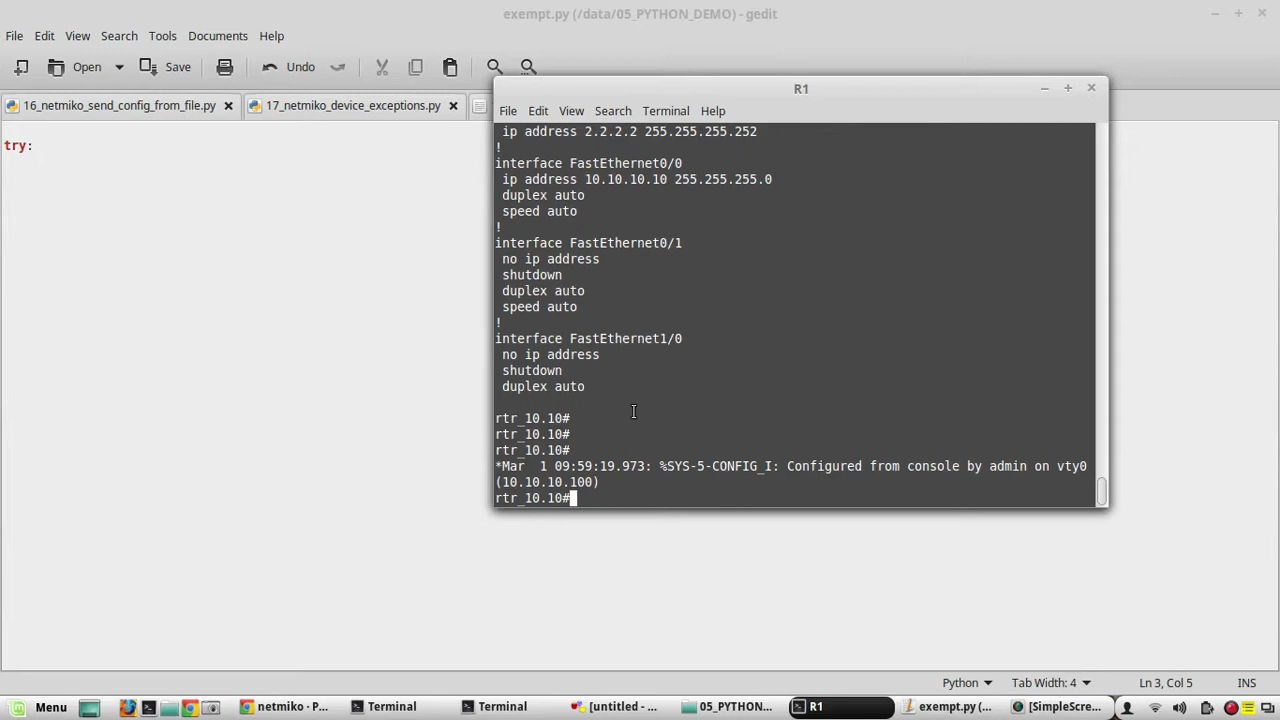 exempt.py (/data/05_PYTHON_DEMO) - gedit
File Edit View Search Tools Documents Help
Open Save Undo
16_netmiko_send_config_from_file.py 17_netmiko_device_exceptions.py
try:
R1
File Edit View Search Terminal Help
ip address 2.2.2.2 255.255.255.252
!
interface FastEthernet0/0
ip address 10.10.10.10 255.255.255.0
duplex auto
speed auto
!
interface FastEthernet0/1
no ip address
shutdown
duplex auto
speed auto
!
interface FastEthernet1/0
no ip address
shutdown
duplex auto
rtr_10.10#
rtr_10.10#
rtr_10.10#
*Mar  1 09:59:19.973: %SYS-5-CONFIG_I: Configured from console by admin on vty0
(10.10.10.100)
rtr_10.10#
Python Tab Width: 4 Ln 3, Col 5 INS
Menu netmiko · P... Terminal Terminal [untitled - ... 05_PYTHON... R1 exempt.py (... [SimpleScre...